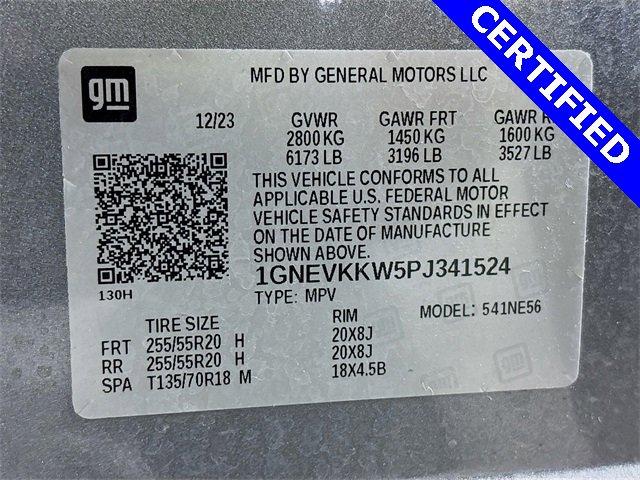 CERTIFIED
gm
MFD BY GENERAL MOTORS LLC
12/23 GVWR GAWR FRT GAWR R
2800 KG 1450 KG 1600 KG
6173 LB 3196 LB 3527 LB
THIS VEHICLE CONFORMS TO ALL
APPLICABLE U.S. FEDERAL MOTOR
VEHICLE SAFETY STANDARDS IN EFFECT
ON THE DATE OF MANUFACTURE
SHOWN ABOVE.
1GNEVKKW5PJ341524
130H
TYPE: MPV
MODEL: 541NE56
TIRE SIZE RIM
FRT 255/55R20 H 20X8J
RR 255/55R20 H 20X8J
SPA T135/70R18 M 18X4.5B